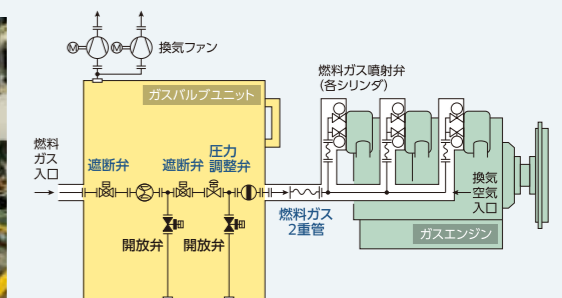 M
M
換気ファン
ガスバルブユニット
燃料ガス噴射弁
(各シリンダ)
燃料
ガス
入口
遮断弁
遮断弁
圧力
調整弁
開放弁
開放弁
燃料ガス
2重管
換気
空気
入口
ガスエンジン